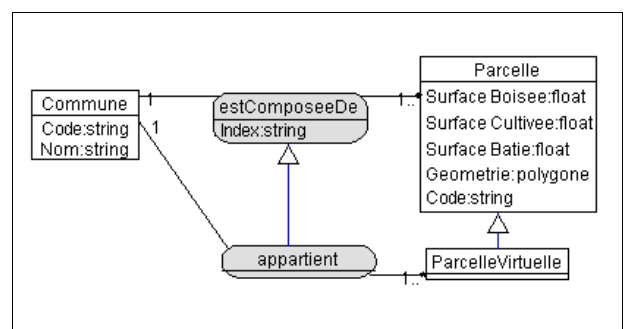 Parcelle
1
1..*
Commune
estComposeeDe
Surface Boisee:float
Index:string
Code:string
1
Surface Cultivee:float
Nom:string
Surface Batie:float
Geometrie:polygone
Code:string
appartient
ParcelleVirtuelle
1..*